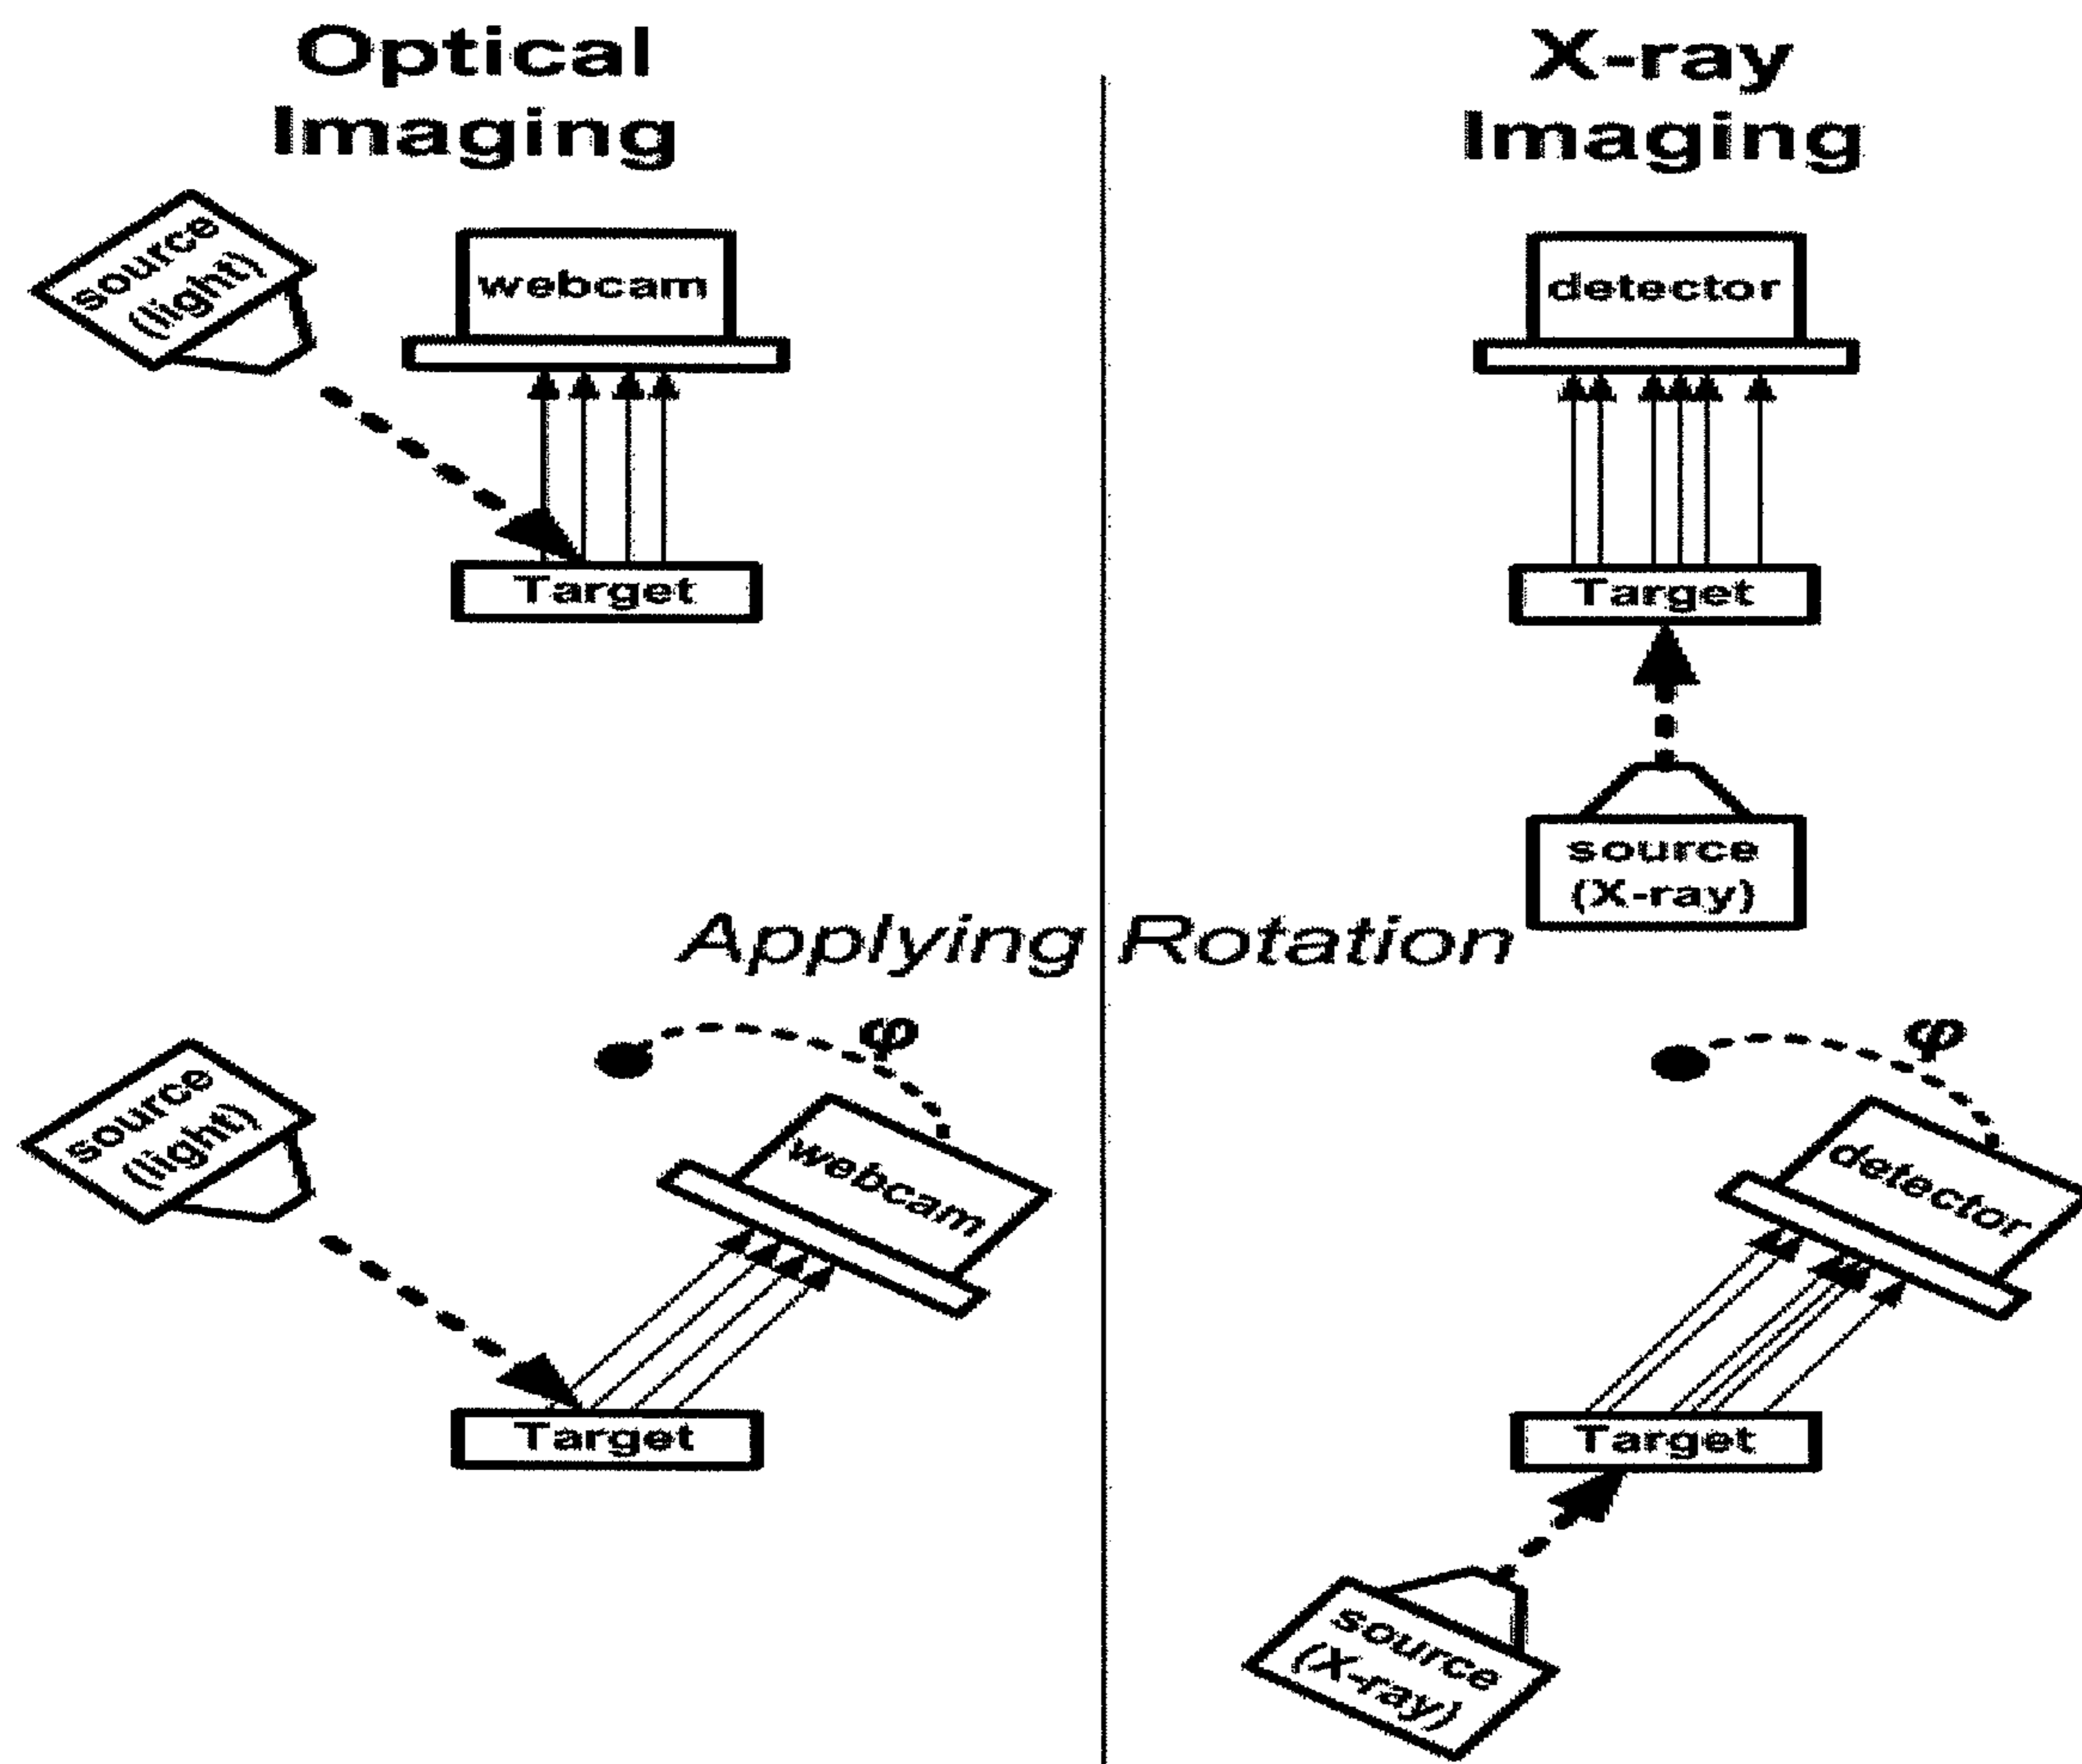 Optical
Imaging
X-ray
Imaging
source
(light)
webcam
detector
Target
Target
source
(X-ray)
Applying Rotation
φ
φ
source
(light)
webcam
detector
Target
Target
source
(X-ray)